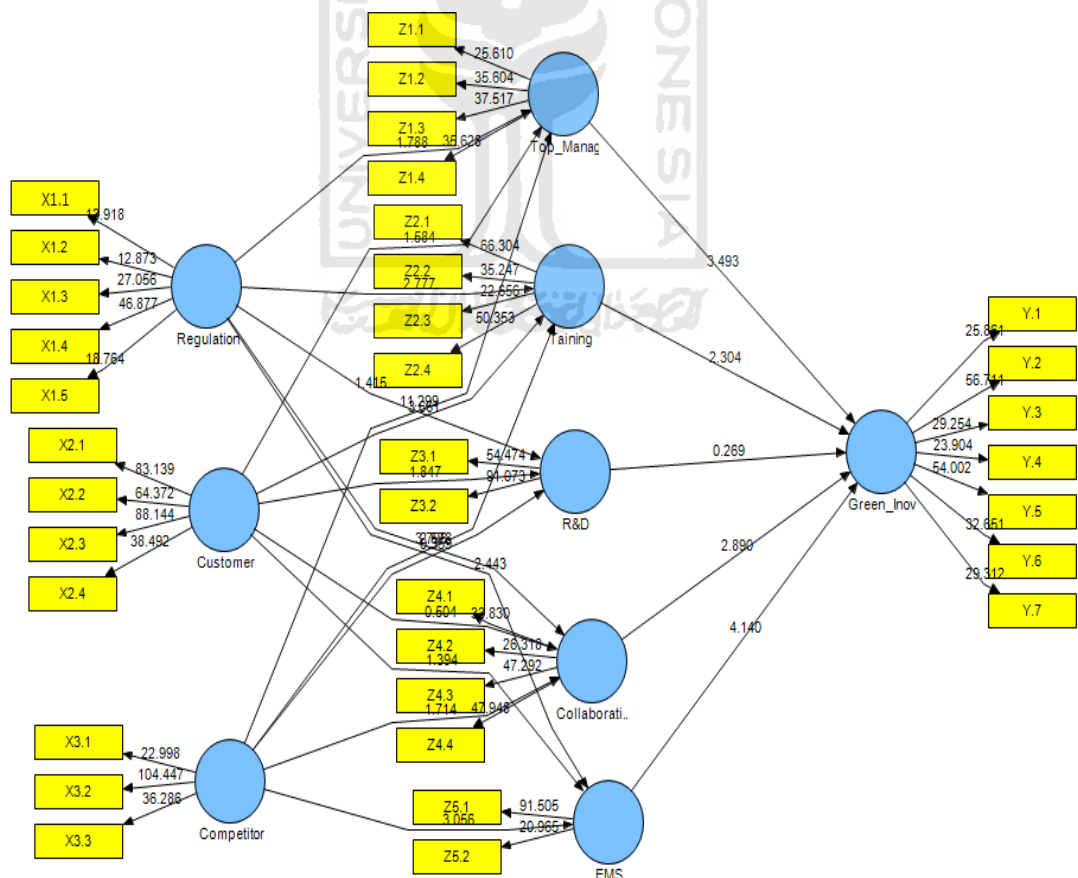 UNIVERSI
ONESIA
Z1.1
Z1.2
Z1.3
Z1.4
25.610
35.604
37.517
35.628
Top_Manag
1.788
X1.1
X1.2
X1.3
X1.4
X1.5
12.873
27.056
46.877
18.764
Regulation
Z2.1
Z2.2
Z2.3
Z2.4
1.584
66.304
35.247
2.777
22.656
50.353
Taining
3.493
2.304
1.415
11.299
X2.1
X2.2
X2.3
X2.4
83.139
64.372
88.144
38.492
Customer
Z3.1
Z3.2
54.474
1.847
91.073
R&D
0.269
Green_Inov
Y.1
Y.2
Y.3
Y.4
Y.5
Y.6
Y.7
56.711
29.254
23.904
54.002
32.651
29.312
2.443
2.890
4.140
Z4.1
Z4.2
Z4.3
Z4.4
0.504
26.318
1.394
47.292
1.714
47.948
Collaborati..
X3.1
X3.2
X3.3
22.998
104.447
36.286
Competitor
Z5.1
Z5.2
91.505
3.056
20.965
EMS